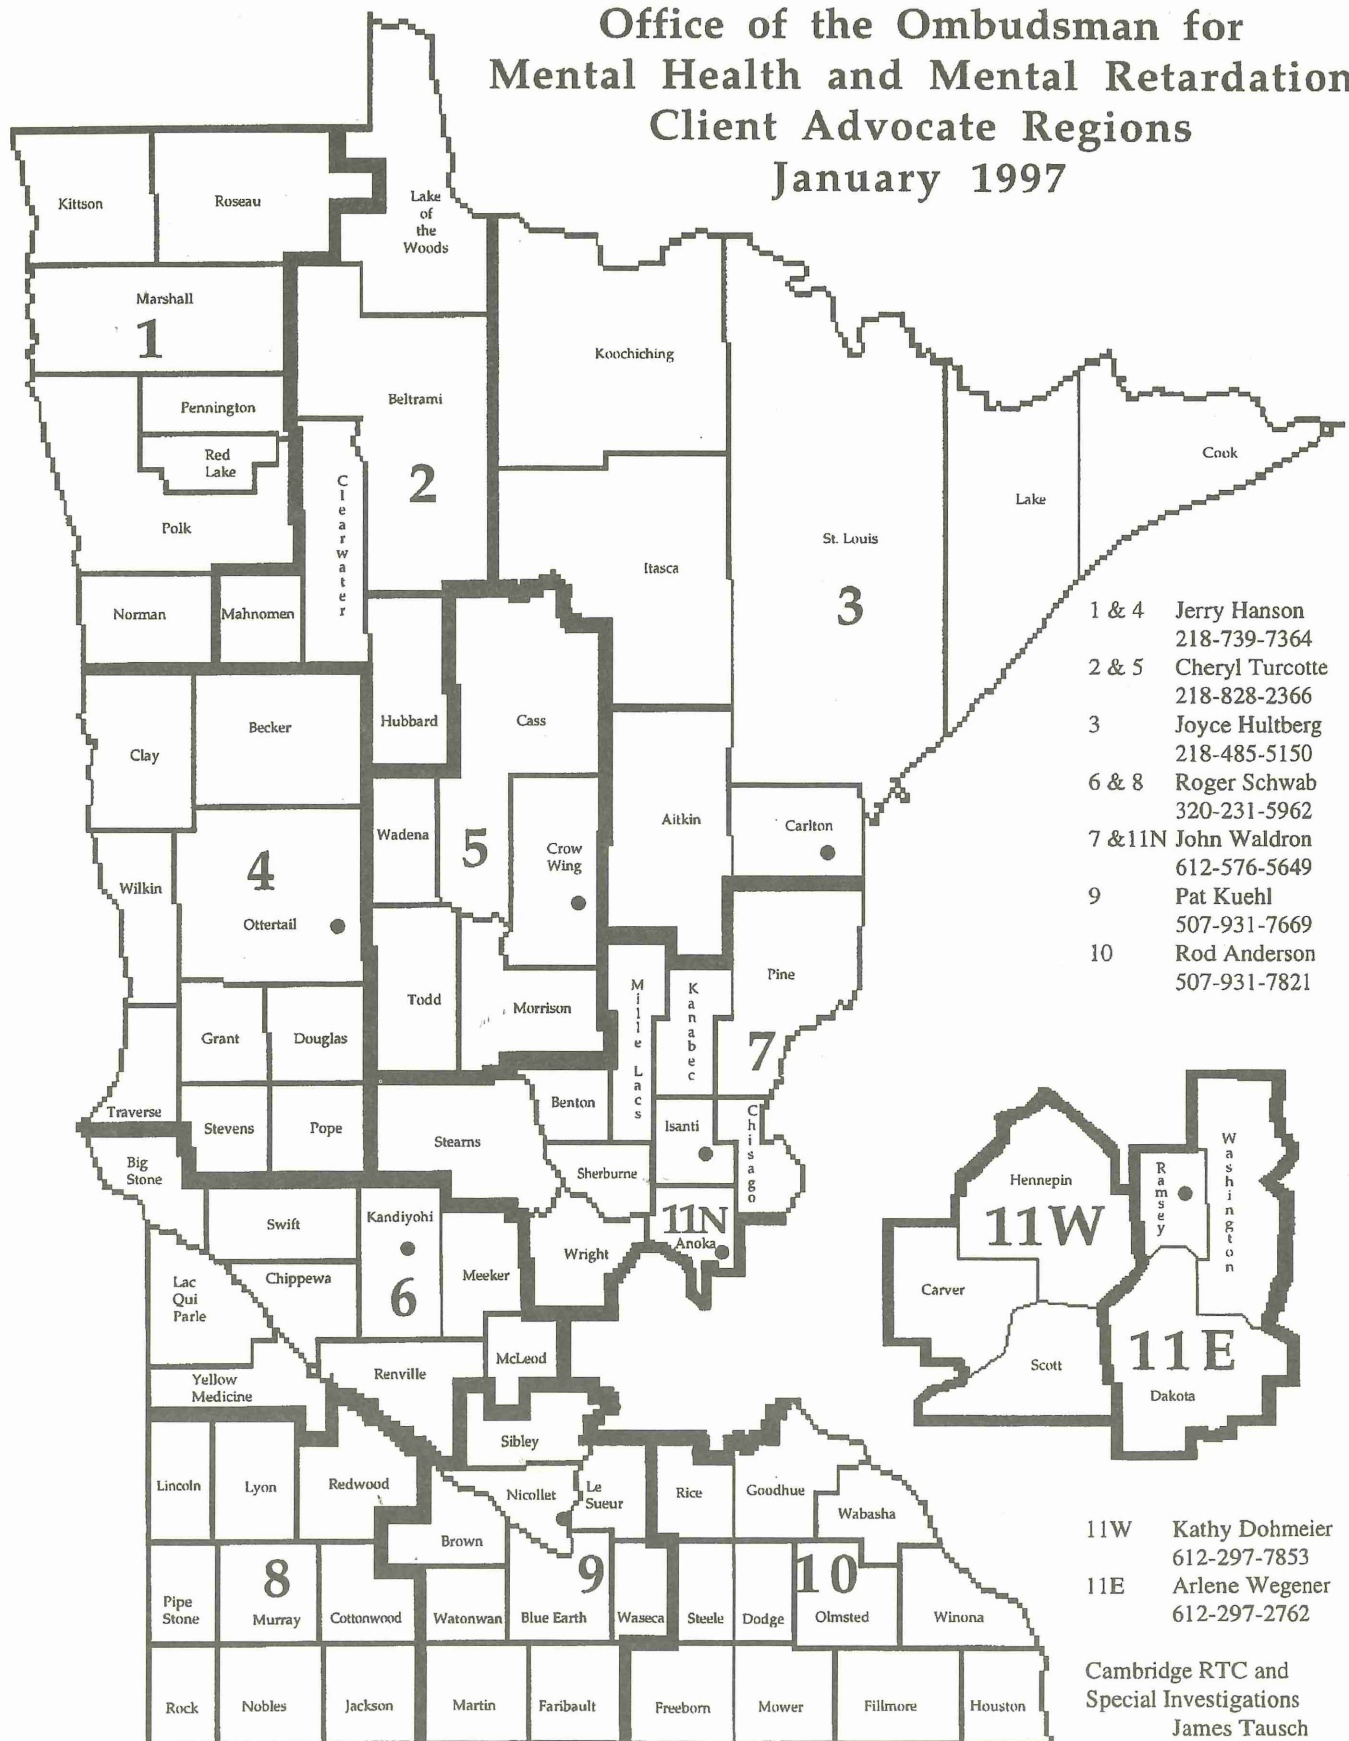 Office of the Ombudsman for
Mental Health and Mental Retardation
Client Advocate Regions
January 1997
Kittson
Roseau
Lake
of
the
Woods
Marshall
1
Koochiching
Beltrami
Pennington
Red
Lake
Clearwater
2
Cook
Lake
Polk
St. Louis
Itasca
3
Norman
Mahnomen
1 & 4 Jerry Hanson
218-739-7364
2 & 5 Cheryl Turcotte
218-828-2366
3 Joyce Hultberg
218-485-5150
6 & 8 Roger Schwab
320-231-5962
7 &11N John Waldron
612-576-5649
9 Pat Kuehl
507-931-7669
10 Rod Anderson
507-931-7821
Hubbard
Cass
Becker
Clay
Wadena
5
Crow
Wing
Aitkin
Carlton
4
Wilkin
Ottertail
Todd
Morrison
Mille Lacs
Kanabec
Pine
7
Grant
Douglas
Traverse
Stevens
Pope
Stearns
Benton
Isanti
Chisago
Sherburne
Big
Stone
Swift
Kandiyohi
11N
Anoka
Wright
Meeker
6
Chippewa
Lac
Qui
Parle
McLeod
Renville
Yellow
Medicine
Hennepin
11W
Ramsey
Washington
Carver
Scott
11E
Dakota
Sibley
Lincoln
Lyon
Redwood
Nicollet
Le
Sueur
Rice
Goodhue
Wabasha
Brown
8
9
10
Pipe
Stone
Murray
Cottonwood
Watonwan
Blue Earth
Waseca
Steele
Dodge
Olmsted
Winona
Rock
Nobles
Jackson
Martin
Faribault
Freeborn
Mower
Fillmore
Houston
11W Kathy Dohmeier
612-297-7853
11E Arlene Wegener
612-297-2762
Cambridge RTC and
Special Investigations
James Tausch